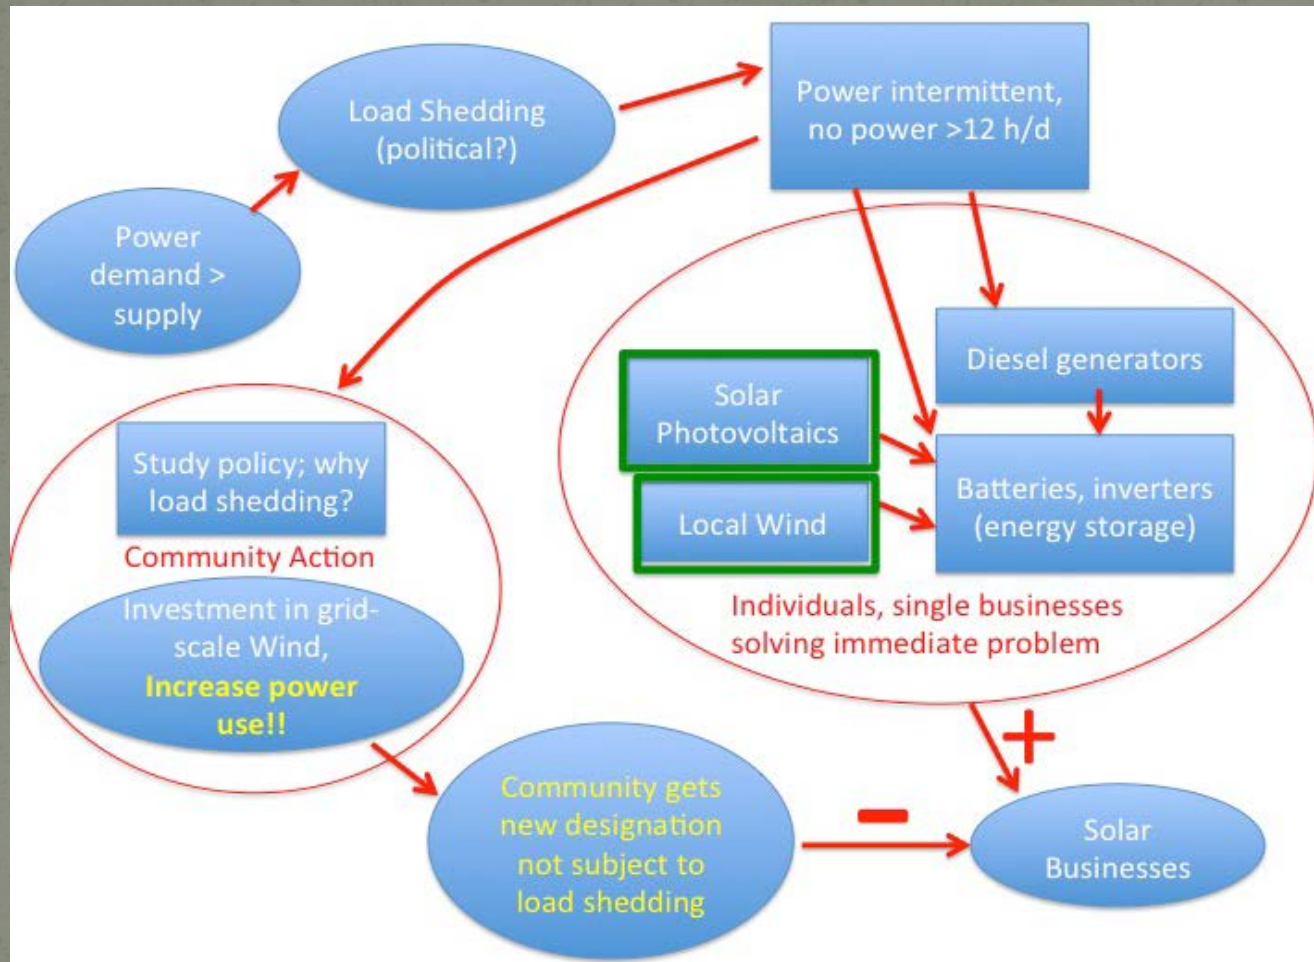 Load Shedding
(political?)
Power intermittent,
no power >12 h/d
Power
demand >
supply
Diesel generators
Solar
Photovoltaics
Study policy; why
load shedding?
Batteries, inverters
(energy storage)
Local Wind
Community Action
Investment in grid-
scale Wind,
Increase power
use!!
Individuals, single businesses
solving immediate problem
+
Community gets
new designation
not subject to
load shedding
-
Solar
Businesses